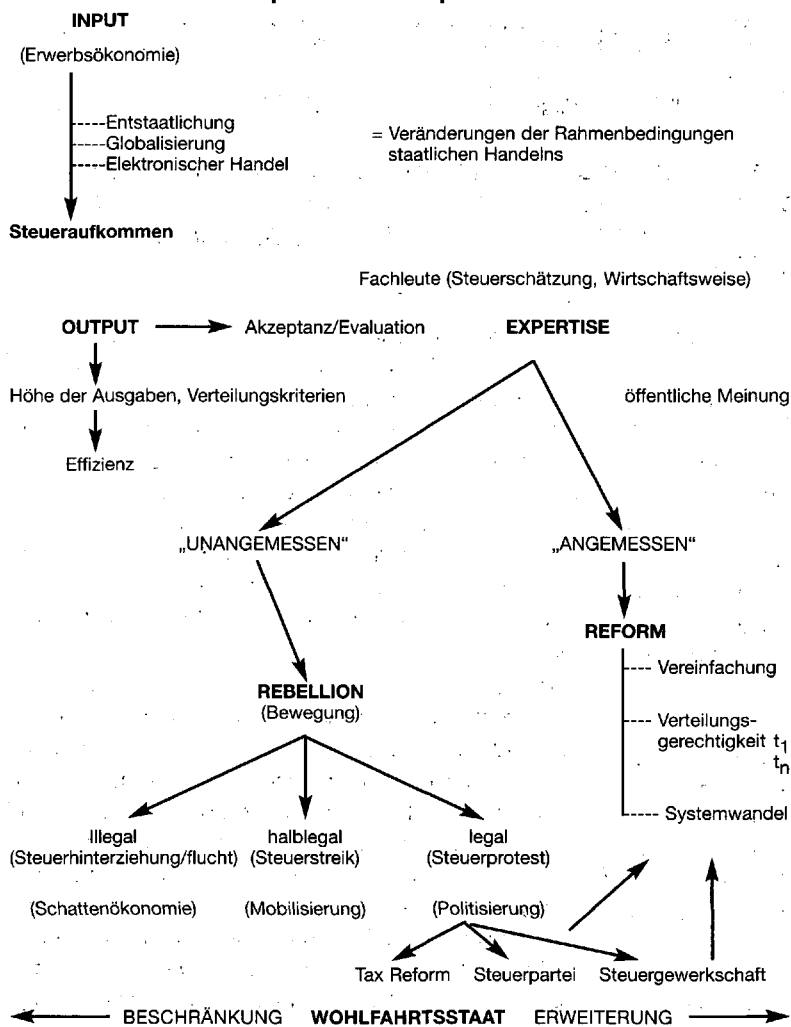 INPUT
(Erwerbsökonomie)
Entstaatlichung
Globalisierung
Elektronischer Handel
= Veränderungen der Rahmenbedingungen
staatlichen Handelns
Steueraufkommen
Fachleute (Steuerschätzung, Wirtschaftsweise)
OUTPUT Akzeptanz/Evaluation EXPERTISE
Höhe der Ausgaben, Verteilungskriterien öffentliche Meinung
Effizienz
„UNANGEMESSEN“ „ANGEMESSEN“
REFORM
Vereinfachung
REBELLION
(Bewegung)
Verteilungs-
gerechtigkeit t1
tn
Systemwandel
illegal halblegal legal
(Steuerhinterziehung/flucht) (Steuerstreik) (Steuerprotest)
(Schattenökonomie) (Mobilisierung) (Politisierung)
Tax Reform Steuerpartei Steuergewerkschaft
BESCHRÄNKUNG WOHLFAHRTSSTAAT ERWEITERUNG